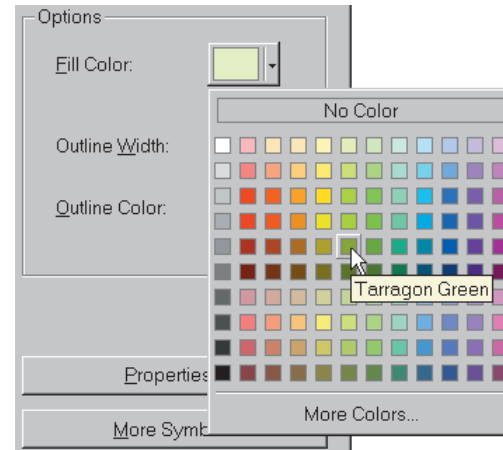 Options
Fill Color:
No Color
Outline Width:
Outline Color:
Tarragon Green
Properties
More Symb
More Colors...